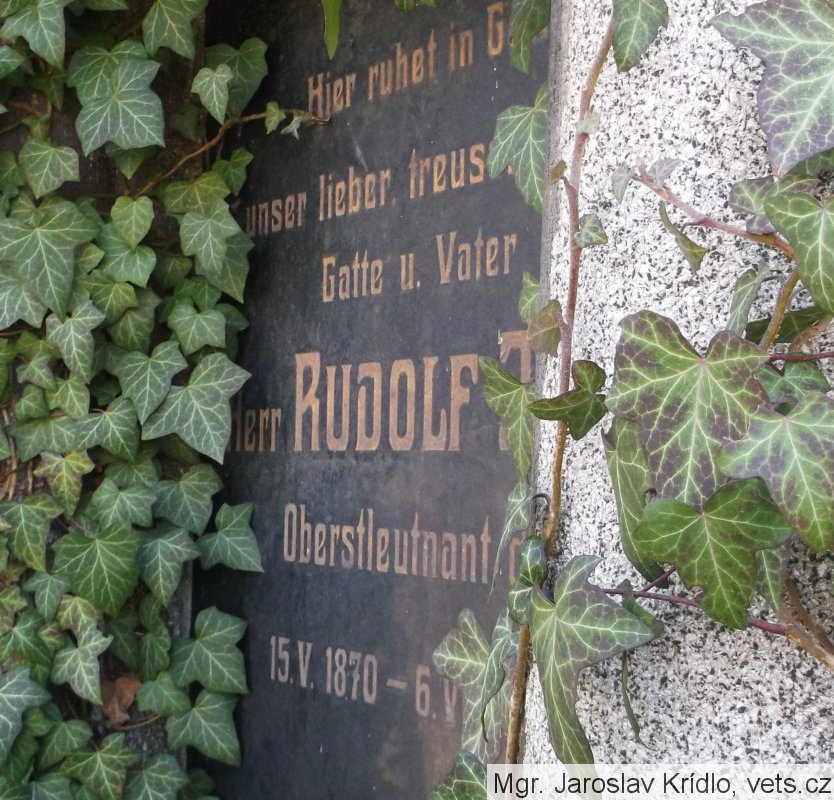 Hier ruhet in G
unser lieber, treus
Gatte u. Vater
Herr RUDOLF
Oberstleutnant
15.V. 1870 – 6.V
Mgr. Jaroslav Krídlo, vets.cz